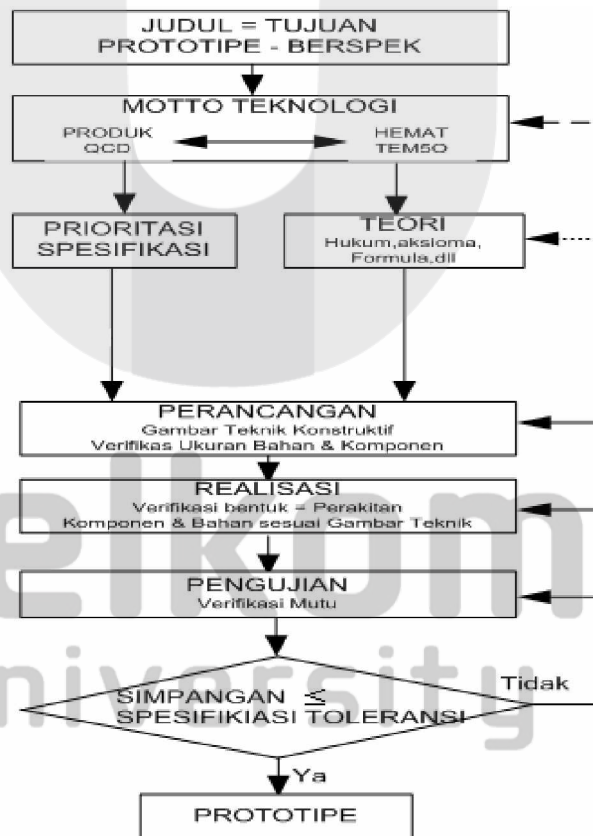 JUDUL = TUJUAN
PROTOTIPE - BERSPEK
MOTTO TEKNOLOGI
PRODUK
QCD
HEMAT
TEM5O
PRIORITASI
SPESIFIKASI
TEORI
Hukum,aksioma,
Formula,dll
PERANCANGAN
Gambar Teknik Konstruktif
Verifikas Ukuran Bahan & Komponen
REALISASI
Verifikasi bentuk – Perakitan
Komponen & Bahan sesuai Gambar Teknik
PENGUJIAN
Verifikasi Mutu
SIMPANGAN ≤
SPESIFIKIASI TOLERANSI
Tidak
Ya
PROTOTIPE
elkom
university